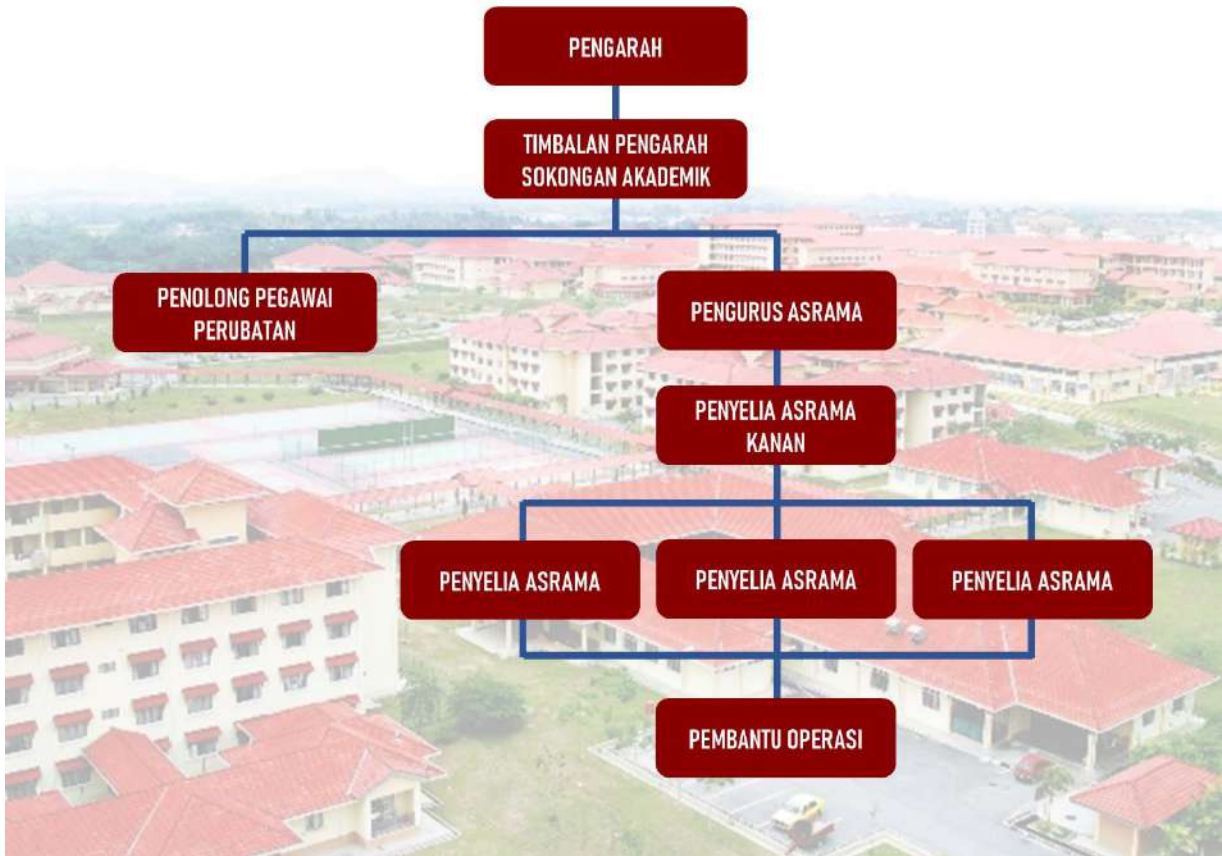 PENGARAH
TIMBALAN PENGARAH
SOKONGAN AKADEMIK
PENOLONG PEGAWAI
PERUBATAN
PENGURUS ASRAMA
PENYELIA ASRAMA
KANAN
PENYELIA ASRAMA
PENYELIA ASRAMA
PENYELIA ASRAMA
PEMBANTU OPERASI